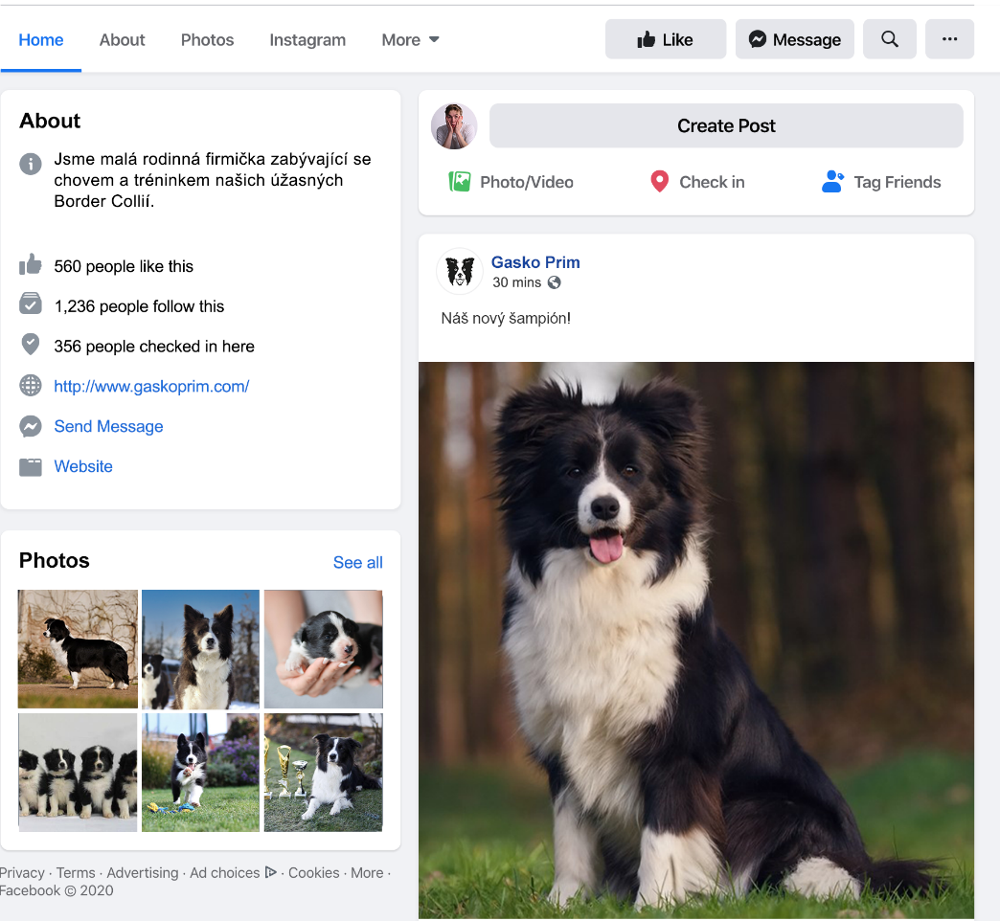 Home About Photos Instagram More
Like Message ...
About
Jsme malá rodinná firmička zabývající se
chovem a tréninkem našich úžasných
Border Collií.
560 people like this
1,236 people follow this
356 people checked in here
http://www.gaskoprim.com/
Send Message
Website
Photos See all
Privacy · Terms · Advertising · Ad choices · Cookies · More ·
Facebook © 2020
Create Post
Photo/Video Check in Tag Friends
Gasko Prim
30 mins
Náš nový šampión!